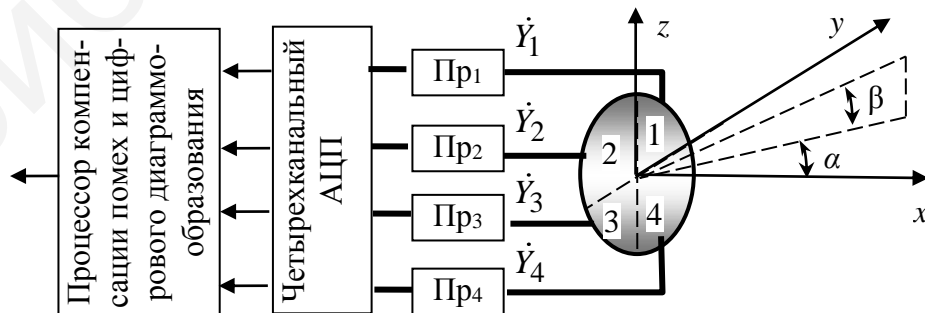 Процессор компен-
сации помех и циф-
рового диаграммо-
образования
Четырехканальный
АЦП
Пр1
Пр2
Пр3
Пр4
Ẏ1
Ẏ2
Ẏ3
Ẏ4
1
2
3
4
z
y
x
β
α